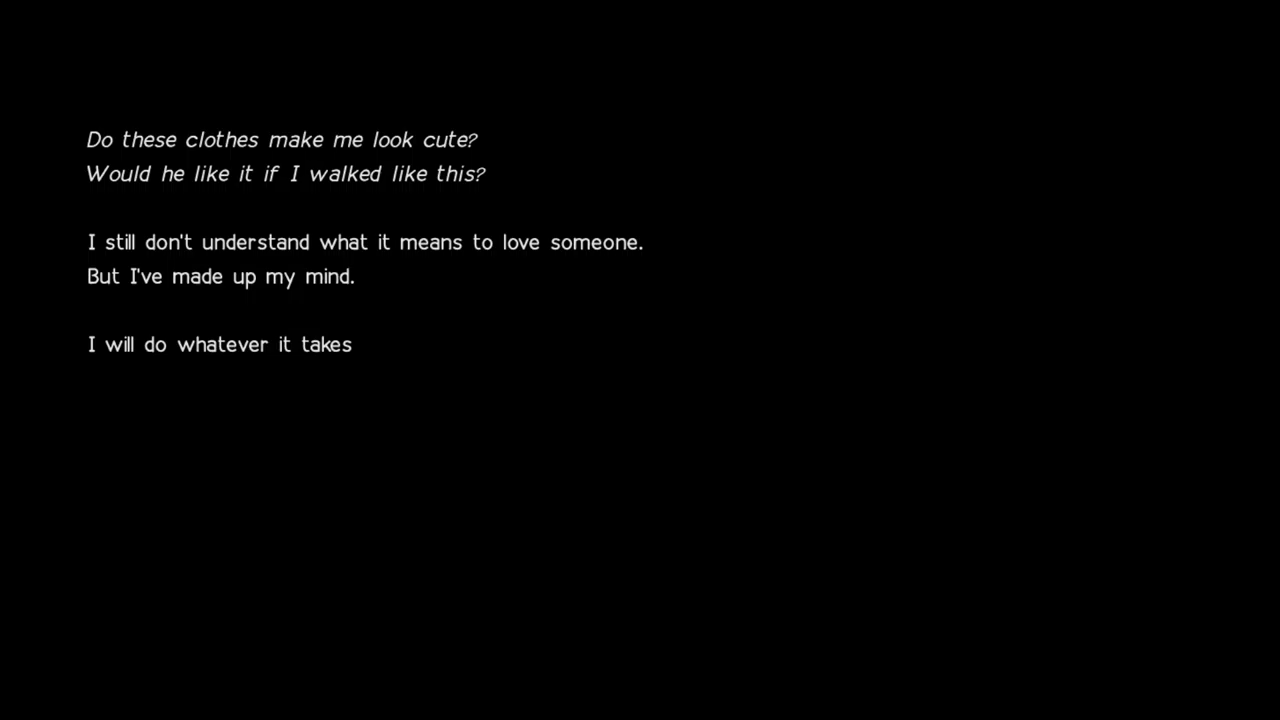 Do these clothes make me look cute?
Would he like it if I walked like this?
I still don't understand what it means to love someone.
But I've made up my mind.
I will do whatever it takes